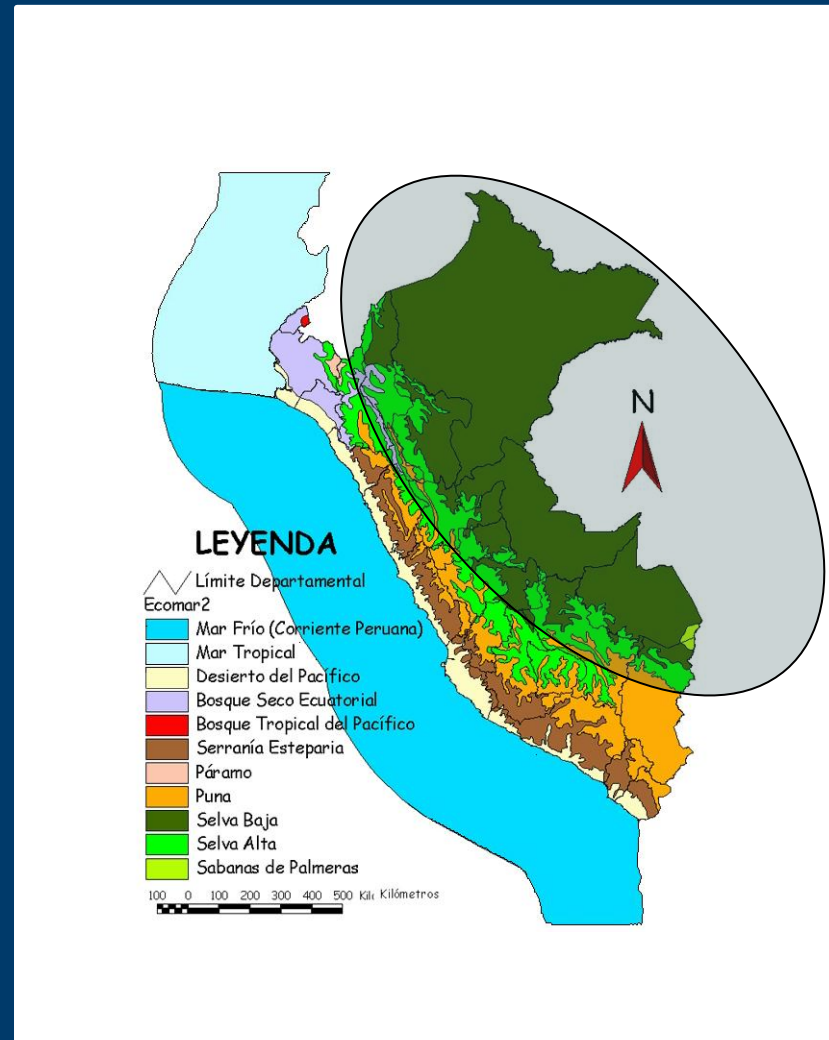 N
LEYENDA
Límite Departamental
Ecomar2
Mar Frío (Corriente Peruana)
Mar Tropical
Desierto del Pacífico
Bosque Seco Ecuatorial
Bosque Tropical del Pacífico
Serranía Esteparia
Páramo
Puna
Selva Baja
Selva Alta
Sabanas de Palmeras
100 0 100 200 300 400 500 Kilómetros